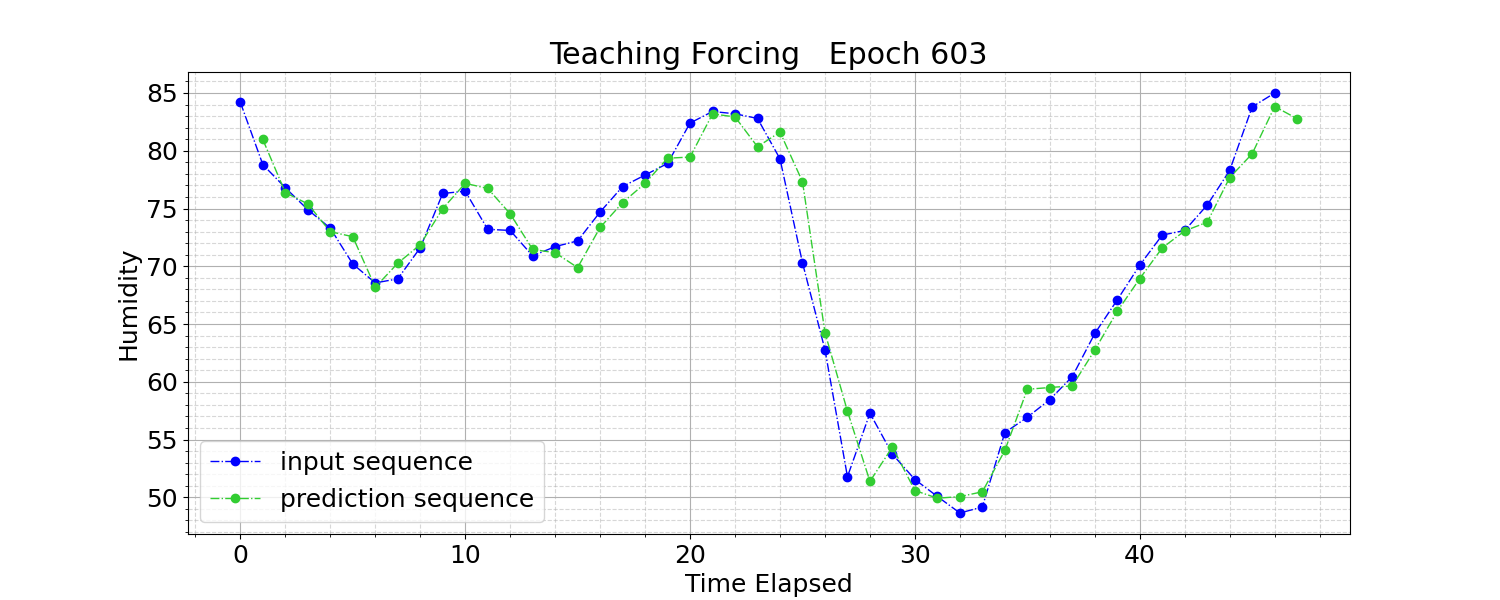 Teaching Forcing   Epoch 603
85
80
75
70
65
60
55
50
Humidity
input sequence
prediction sequence
0 10 20 30 40
Time Elapsed